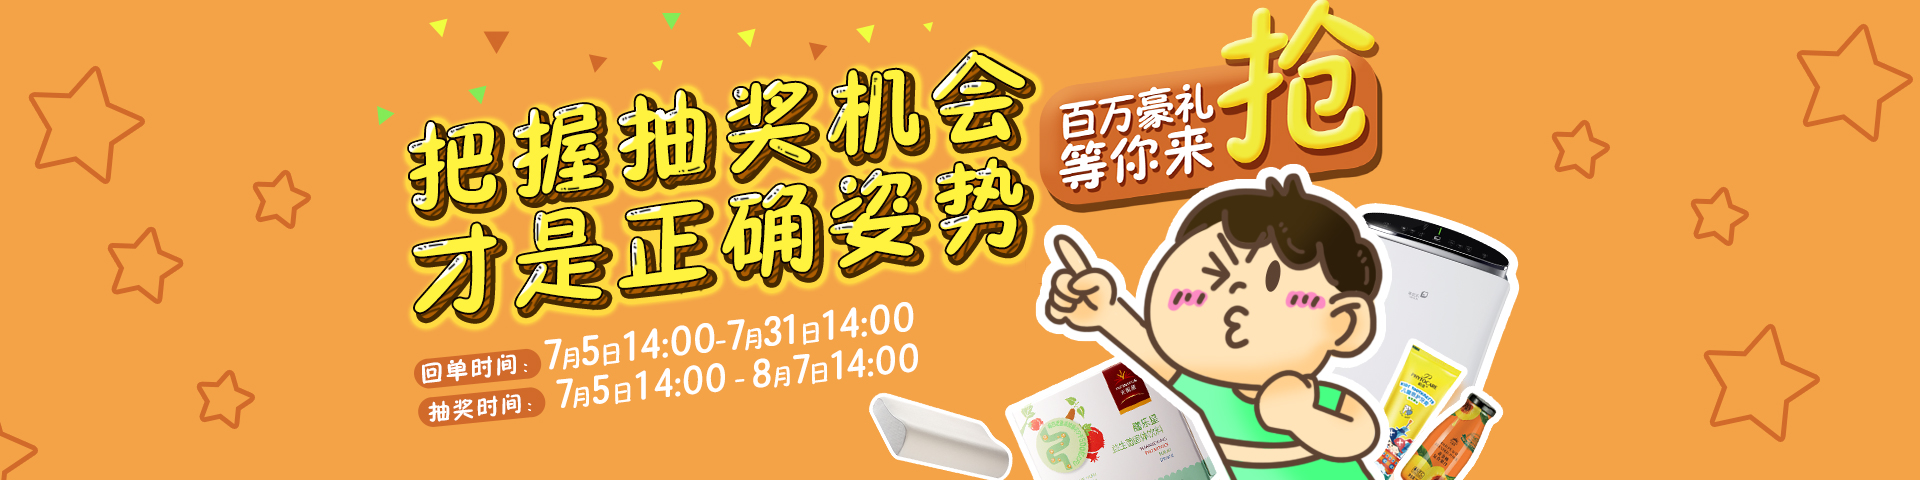 把握抽奖机会
才是正确姿势
百万豪礼
等你来
抢
回单时间：7月5日14:00-7月31日14:00
抽奖时间：7月5日14:00 - 8月7日14:00
PHYTOCARE
益生